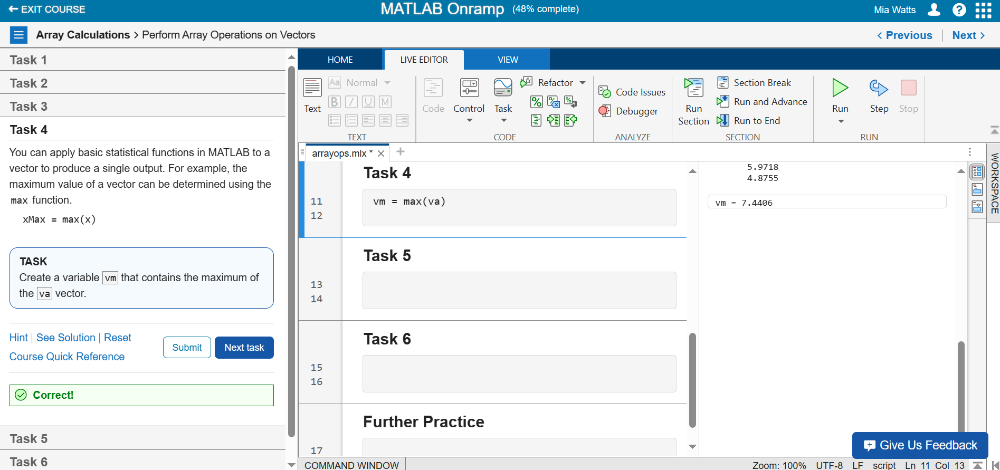 EXIT COURSE
MATLAB Onramp (48% complete)
Mia Watts
Array Calculations > Perform Array Operations on Vectors
Previous
Next
Task 1
Task 2
Task 3
Task 4
You can apply basic statistical functions in MATLAB to a
vector to produce a single output. For example, the
maximum value of a vector can be determined using the
max function.
xMax = max(x)
TASK
Create a variable vm that contains the maximum of
the va vector.
Hint | See Solution | Reset
Course Quick Reference
Submit
Next task
Correct!
Task 5
Task 6
HOME
LIVE EDITOR
VIEW
Text
Aa Normal
B I U M
TEXT
Code
Control
Task
Refactor
CODE
Code Issues
Debugger
ANALYZE
Run
Section
Section Break
Run and Advance
Run to End
SECTION
Run
Step
Stop
RUN
arrayops.mlx *
WORKSPACE
Task 4
11 vm = max(va)
12
Task 5
13
14
Task 6
15
16
Further Practice
17
5.9718
4.8755
vm = 7.4406
Give Us Feedback
COMMAND WINDOW
Zoom: 100% UTF-8 LF script Ln 11 Col 13